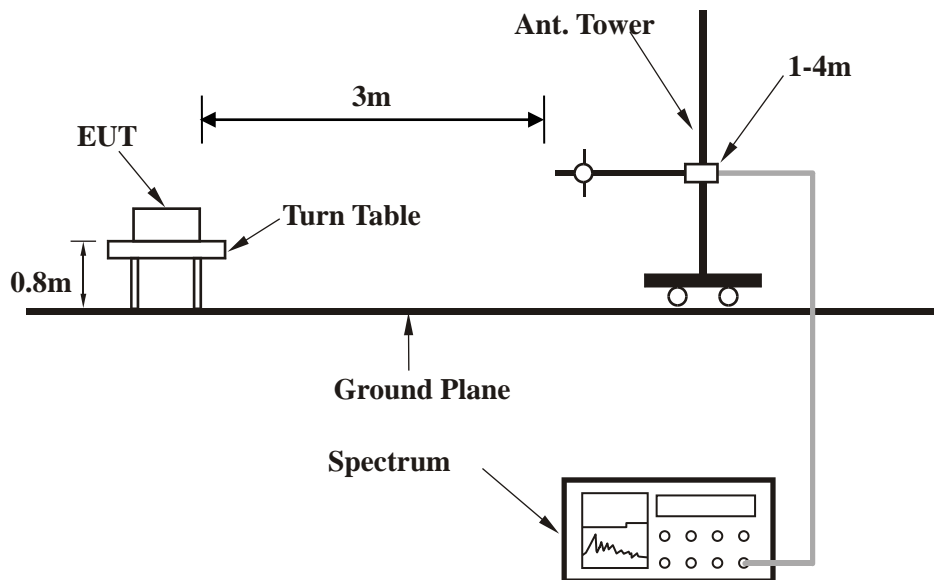 Ant. Tower
1-4m
3m
EUT
Turn Table
0.8m
Ground Plane
Spectrum